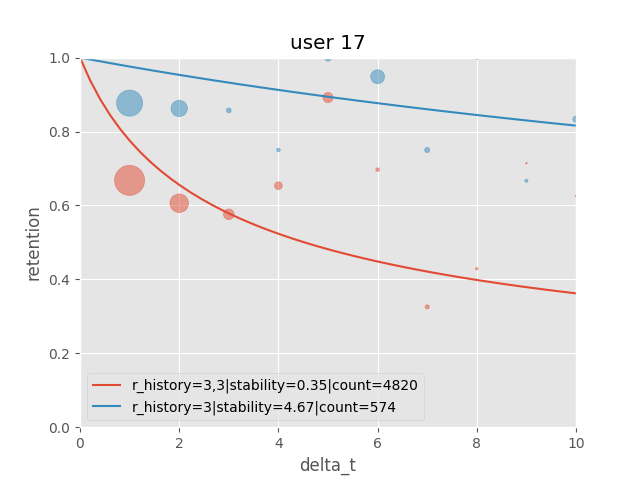 user 17
retention
1.0
0.8
0.6
0.4
0.2
0.0
r_history=3,3|stability=0.35|count=4820
r_history=3|stability=4.67|count=574
0 2 4 6 8 10
delta_t